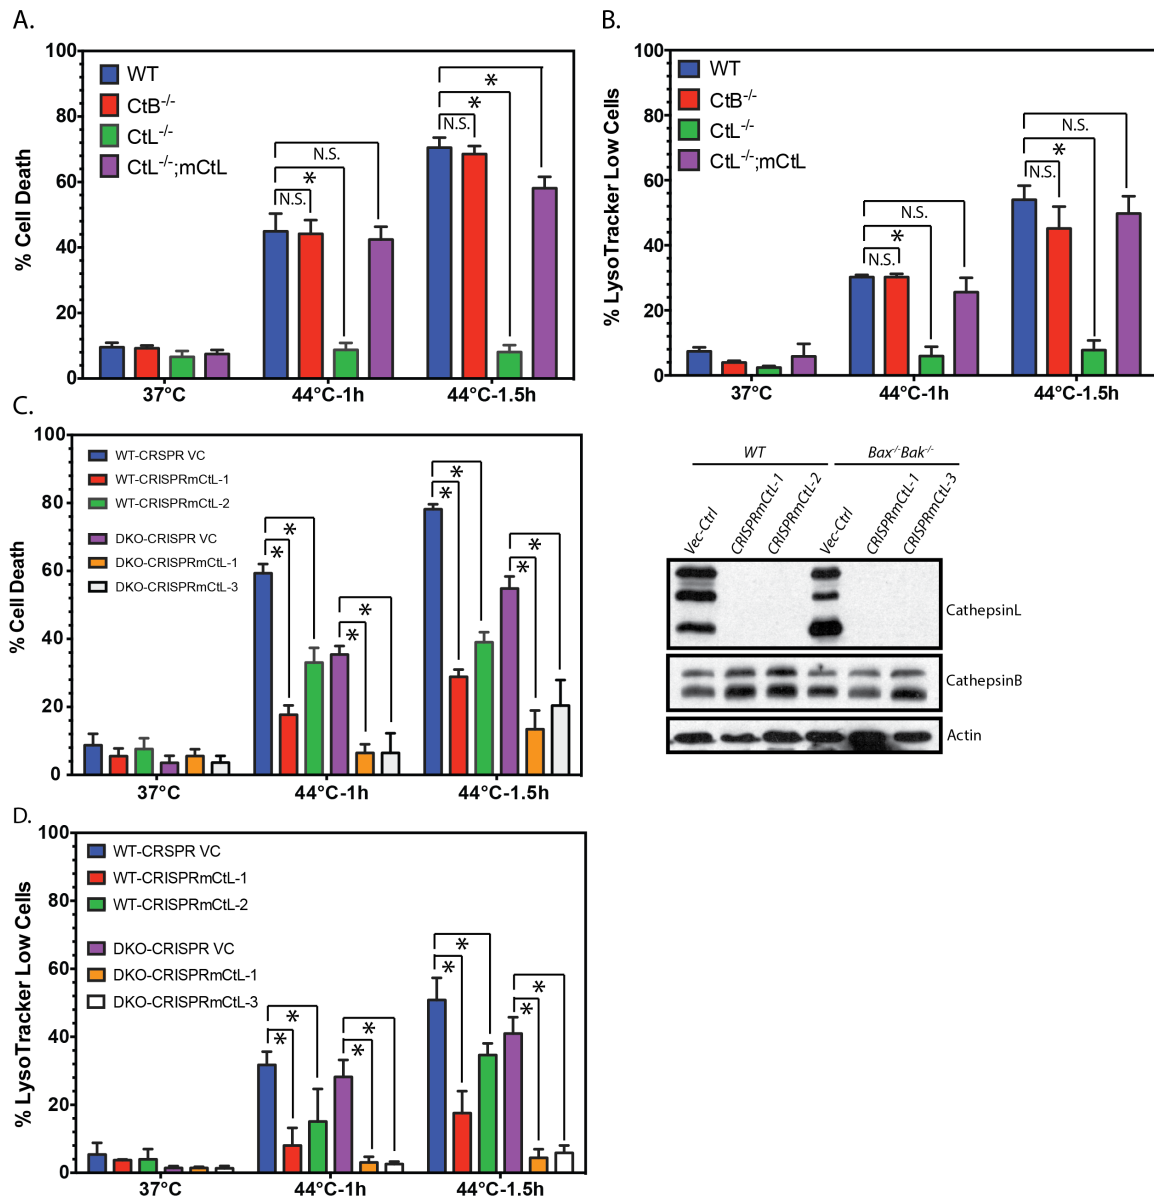 A.
100
80
60
40
20
0
% Cell Death
WT
CtB-/-
CtL-/-
CtL-/-;mCtL
N.S.
*
N.S.
N.S.
*
*
37°C
44°C-1h
44°C-1.5h
B.
100
80
60
40
20
0
% LysoTracker Low Cells
WT
CtB-/-
CtL-/-
CtL-/-;mCtL
N.S.
*
N.S.
N.S.
*
N.S.
37°C
44°C-1h
44°C-1.5h
C.
100
80
60
40
20
0
% Cell Death
WT-CRSPR VC
WT-CRISPRmCtL-1
WT-CRISPRmCtL-2
DKO-CRISPR VC
DKO-CRISPRmCtL-1
DKO-CRISPRmCtL-3
*
*
*
*
*
*
*
*
37°C
44°C-1h
44°C-1.5h
WT
Bax-/-Bak-/-
Vec-Ctrl
CRISPRmCtL-1
CRISPRmCtL-2
Vec-Ctrl
CRISPRmCtL-1
CRISPRmCtL-3
CathepsinL
CathepsinB
Actin
D.
100
80
60
40
20
0
% LysoTracker Low Cells
WT-CRSPR VC
WT-CRISPRmCtL-1
WT-CRISPRmCtL-2
DKO-CRISPR VC
DKO-CRISPRmCtL-1
DKO-CRISPRmCtL-3
*
*
*
*
*
*
*
*
37°C
44°C-1h
44°C-1.5h